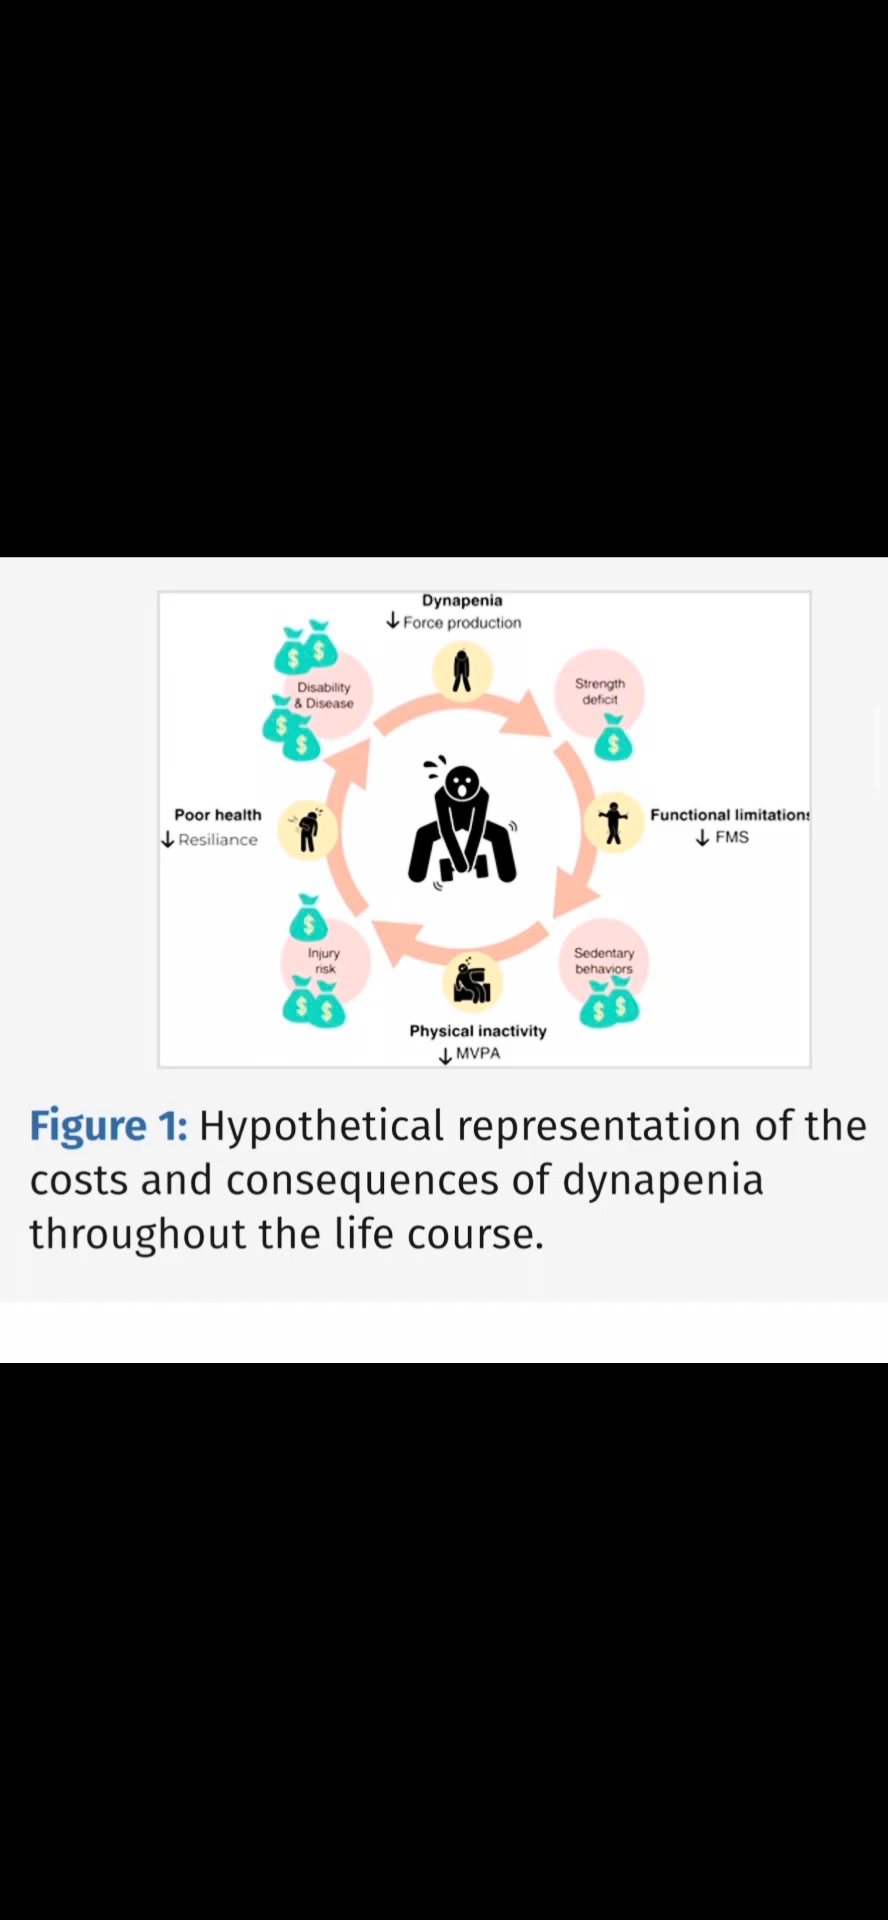 Dynapenia
↓ Force production
Strength
deficit
$
Functional limitations
↓ FMS
Sedentary
behaviors
$ $
Physical inactivity
↓ MVPA
$
Injury
risk
$ $
Poor health
↓ Resiliance
$ $
Disability
& Disease
$ $
Figure 1: Hypothetical representation of the
costs and consequences of dynapenia
throughout the life course.